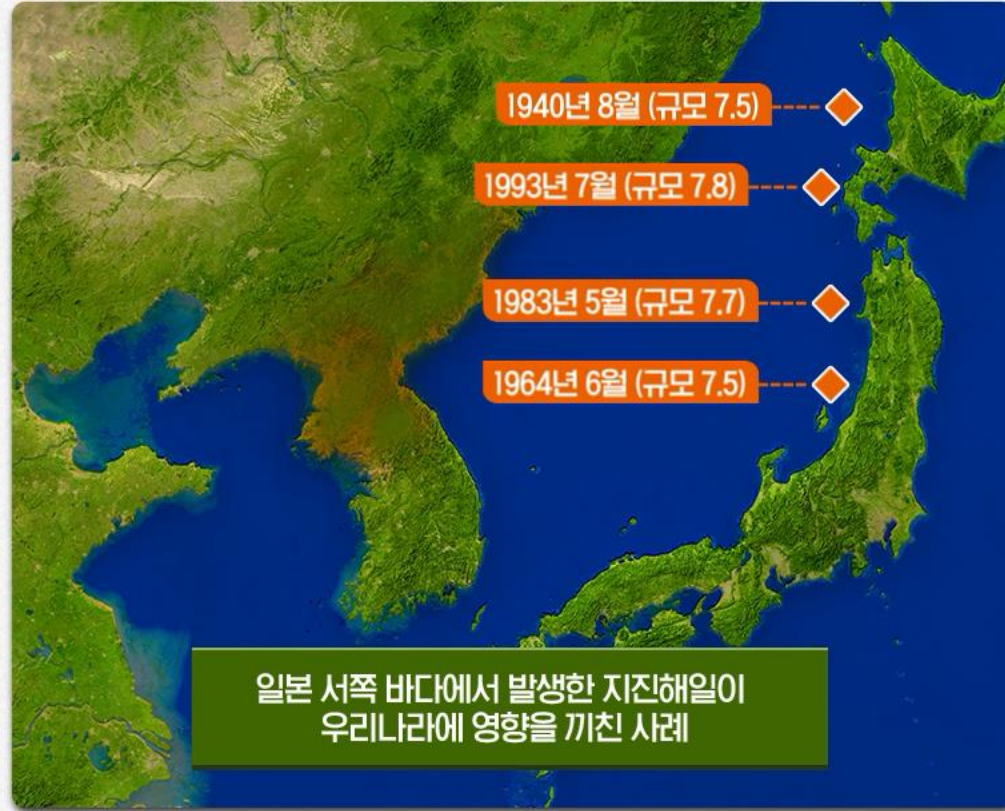 1940년 8월 (규모 7.5)
1993년 7월 (규모 7.8)
1983년 5월 (규모 7.7)
1964년 6월 (규모 7.5)
일본 서쪽 바다에서 발생한 지진해일이
우리나라에 영향을 끼친 사례